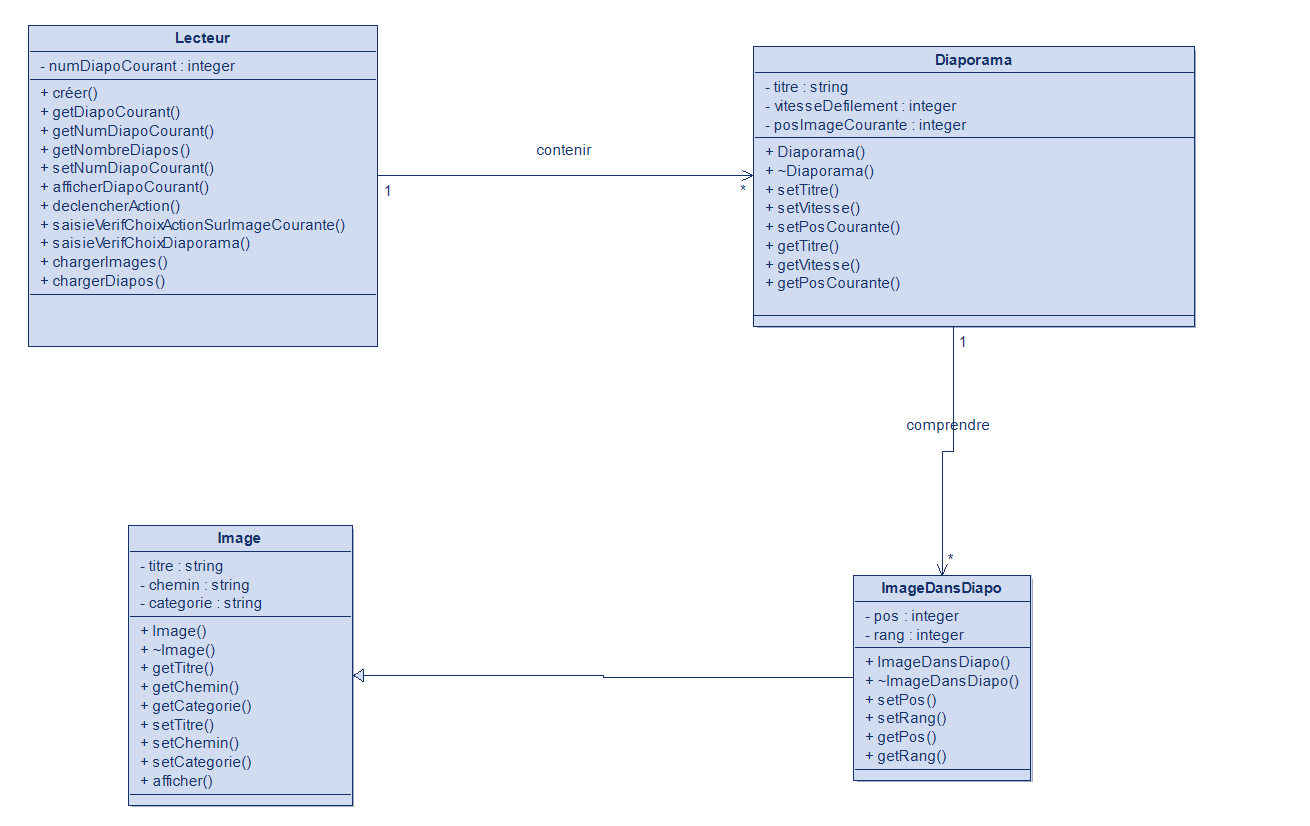 Lecteur
- numDiapoCourant : integer
+ créer()
+ getDiapoCourant()
+ getNumDiapoCourant()
+ getNombreDiapos()
+ setNumDiapoCourant()
+ afficherDiapoCourant()
+ declencherAction()
+ saisieVerifChoixActionSurImageCourante()
+ saisieVerifChoixDiaporama()
+ chargerImages()
+ chargerDiapos()
contenir
1
*
Diaporama
- titre : string
- vitesseDefilement : integer
- posImageCourante : integer
+ Diaporama()
+ ~Diaporama()
+ setTitre()
+ setVitesse()
+ setPosCourante()
+ getTitre()
+ getVitesse()
+ getPosCourante()
1
comprendre
*
Image
- titre : string
- chemin : string
- categorie : string
+ Image()
+ ~Image()
+ getTitre()
+ getChemin()
+ getCategorie()
+ setTitre()
+ setChemin()
+ setCategorie()
+ afficher()
ImageDansDiapo
- pos : integer
- rang : integer
+ ImageDansDiapo()
+ ~ImageDansDiapo()
+ setPos()
+ setRang()
+ getPos()
+ getRang()